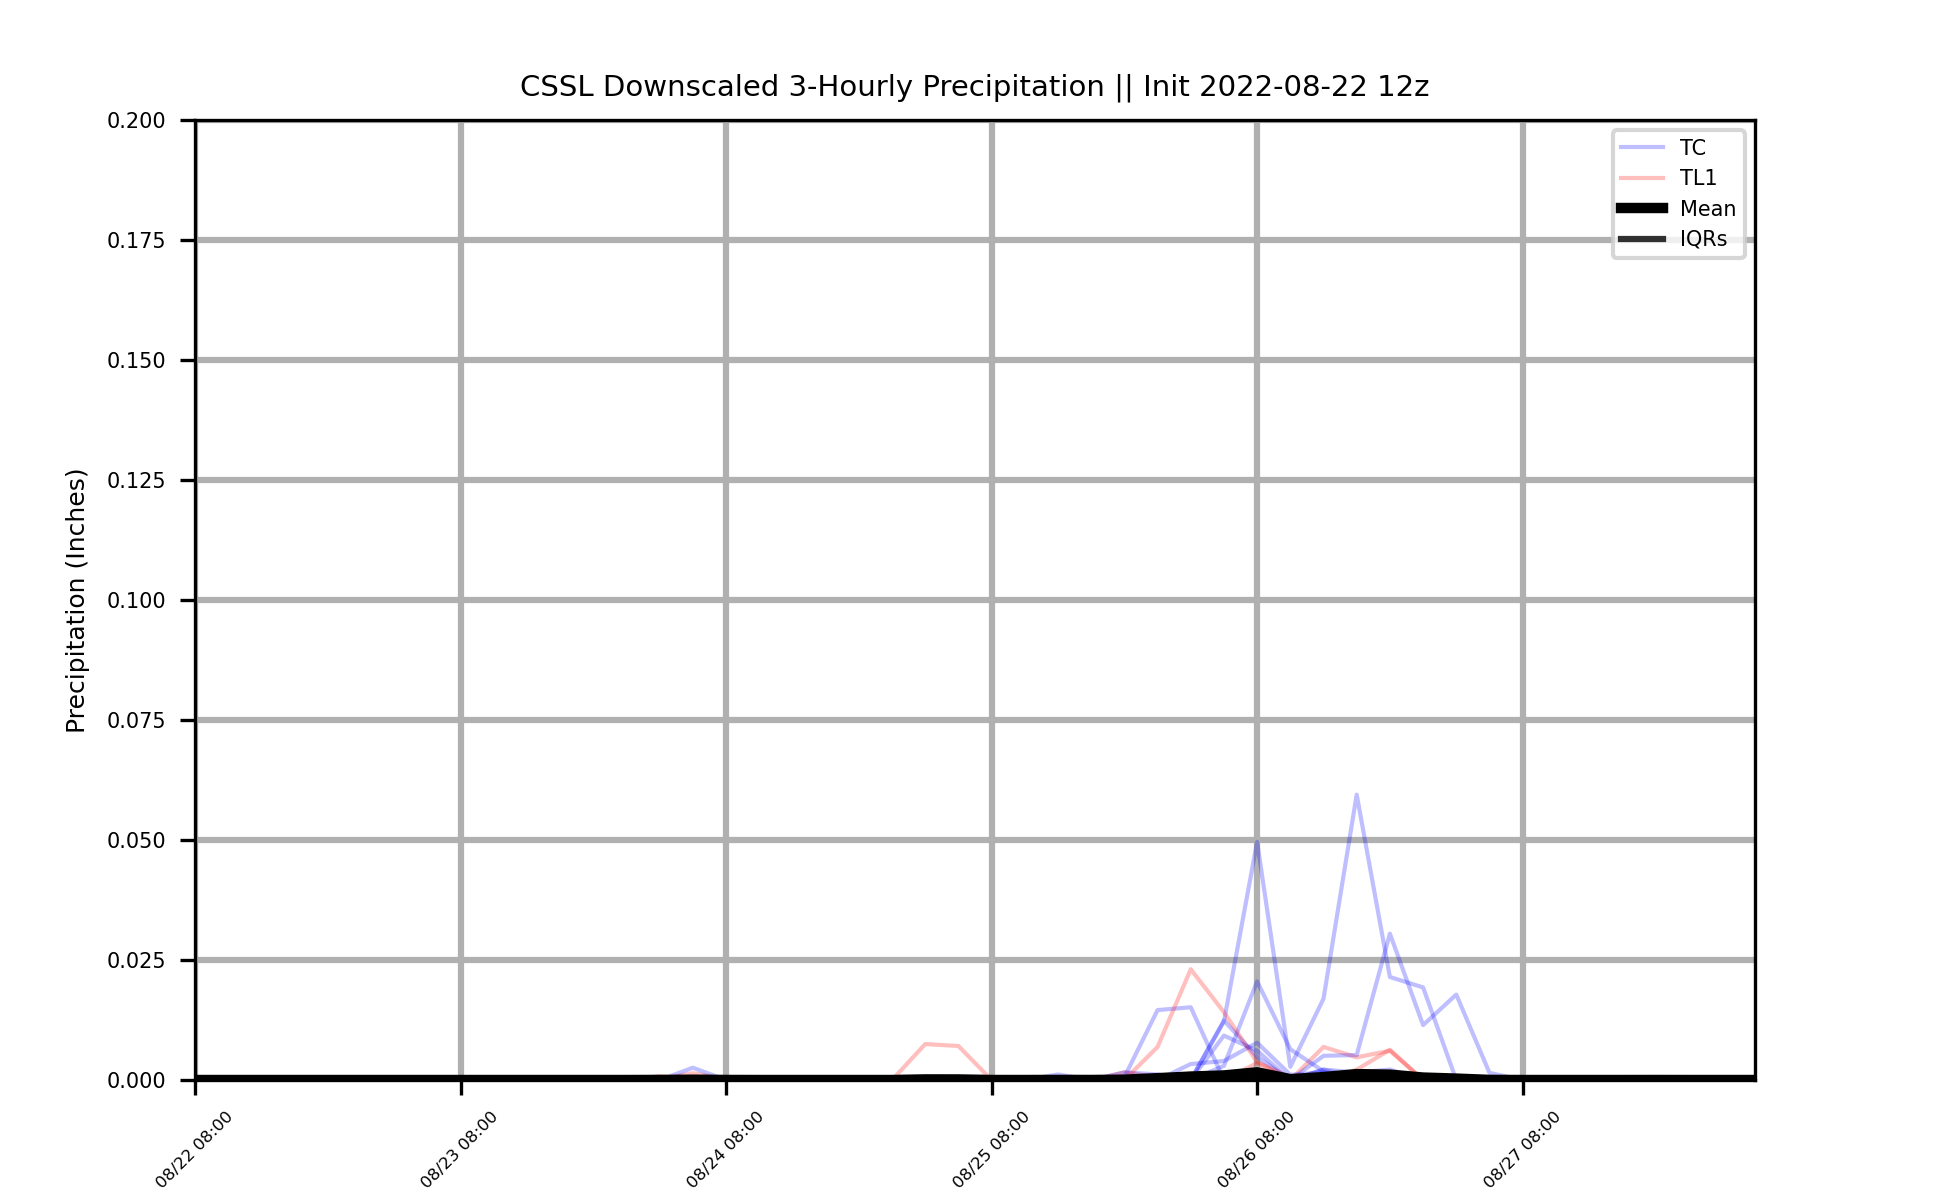 CSSL Downscaled 3-Hourly Precipitation || Init 2022-08-22 12z
TC
TL1
Mean
IQRs
Precipitation (Inches)
0.200
0.175
0.150
0.125
0.100
0.075
0.050
0.025
0.000
08/22 08:00
08/23 08:00
08/24 08:00
08/25 08:00
08/26 08:00
08/27 08:00